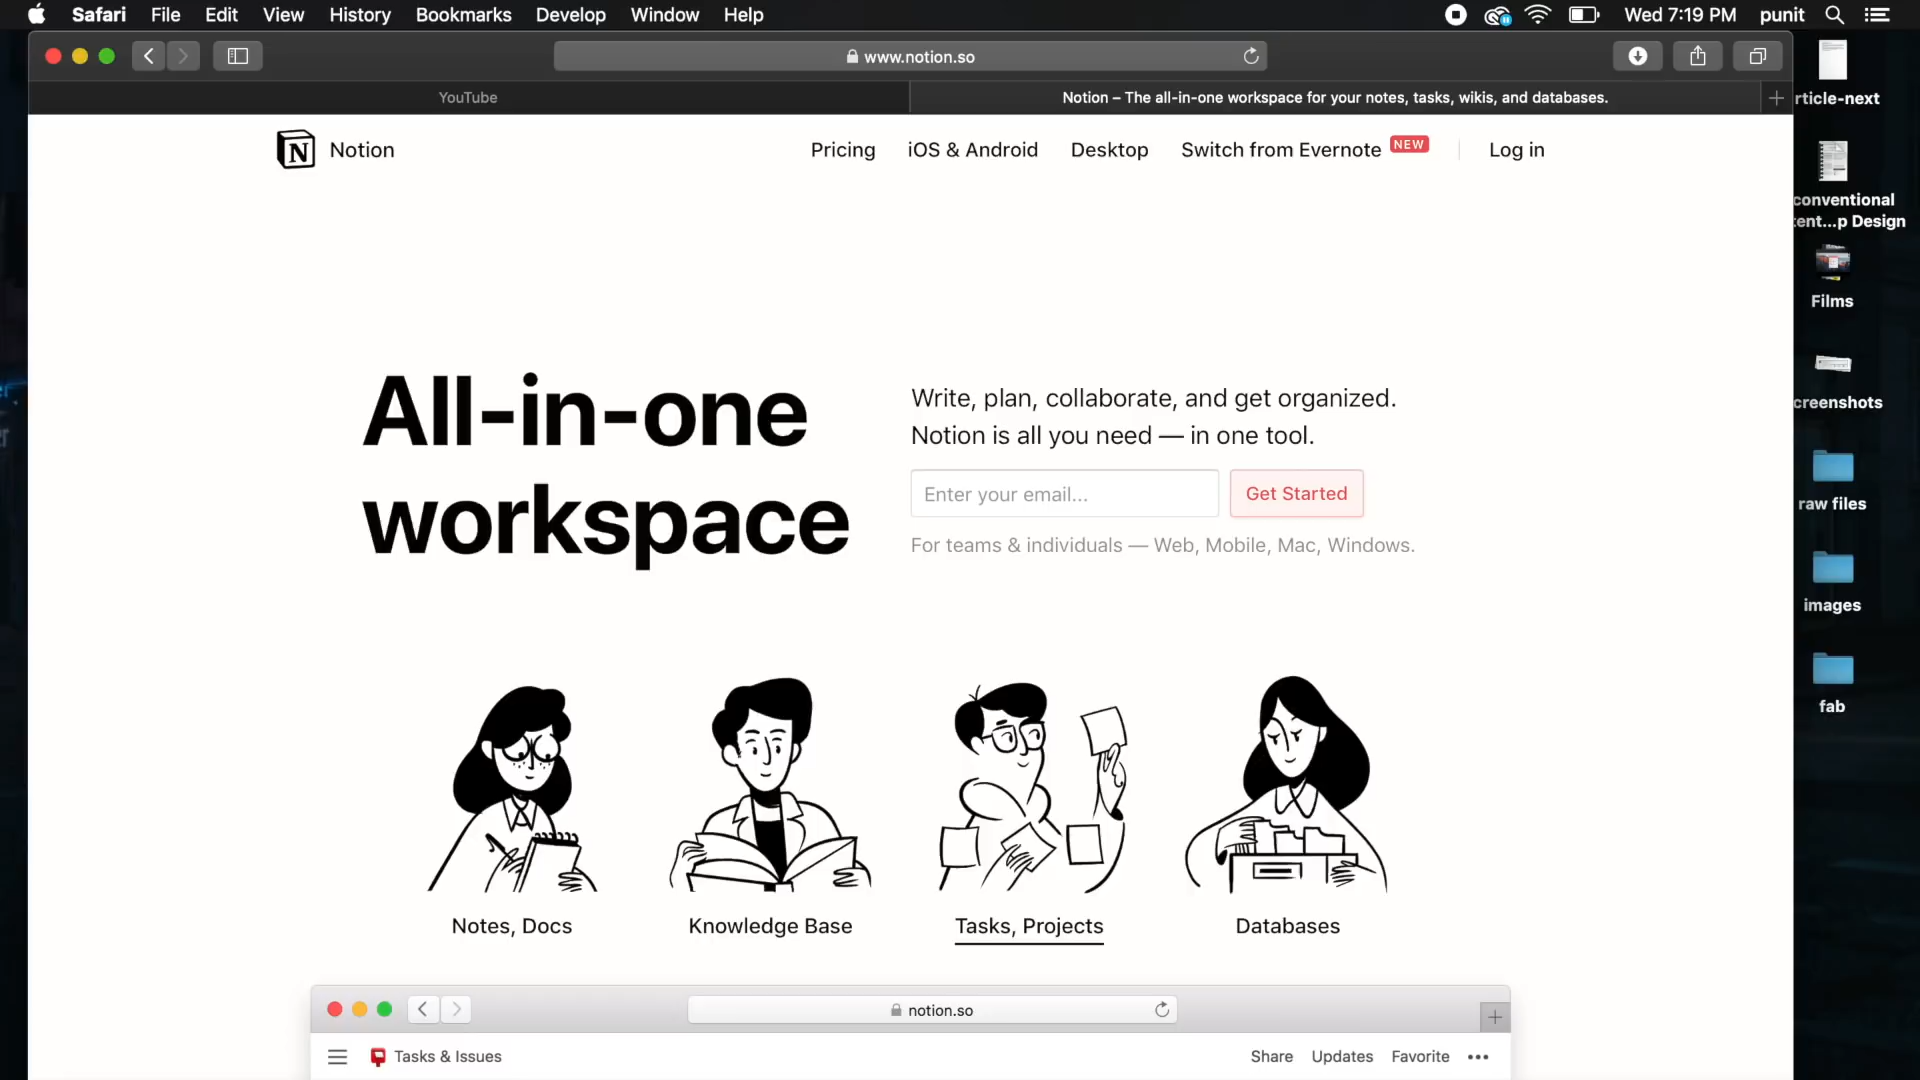 Safari File Edit View History Bookmarks Develop Window Help Wed 7:19 PM punit
www.notion.so
YouTube
Notion – The all-in-one workspace for your notes, tasks, wikis, and databases.
rticle-next
Notion
Pricing iOS & Android Desktop Switch from Evernote NEW Log in
conventional
tent...p Design
Films
creenshots
raw files
images
fab
All-in-one
workspace
Write, plan, collaborate, and get organized.
Notion is all you need — in one tool.
Enter your email... Get Started
For teams & individuals — Web, Mobile, Mac, Windows.
Notes, Docs Knowledge Base Tasks, Projects Databases
notion.so
Tasks & Issues Share Updates Favorite •••